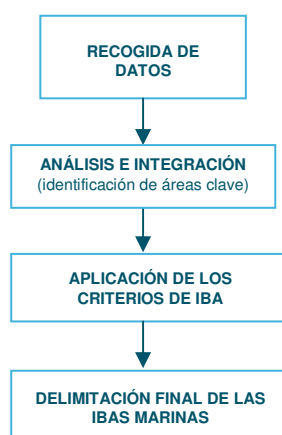 RECOGIDA DE
DATOS
ANÁLISIS E INTEGRACIÓN
(identificación de áreas clave)
APLICACIÓN DE LOS
CRITERIOS DE IBA
DELIMITACIÓN FINAL DE LAS
IBAS MARINAS